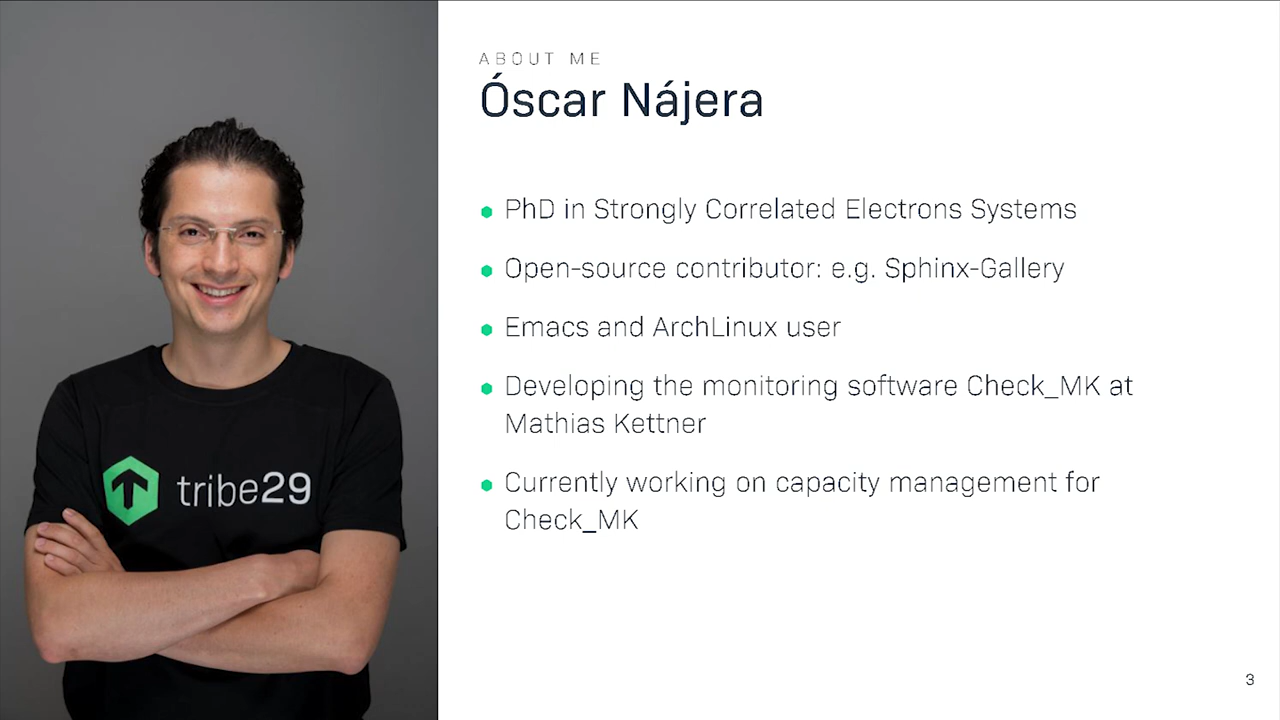 ABOUT ME
Óscar Nájera
PhD in Strongly Correlated Electrons Systems
Open-source contributor: e.g. Sphinx-Gallery
Emacs and ArchLinux user
Developing the monitoring software Check_MK at
Mathias Kettner
Currently working on capacity management for
Check_MK
tribe29
3